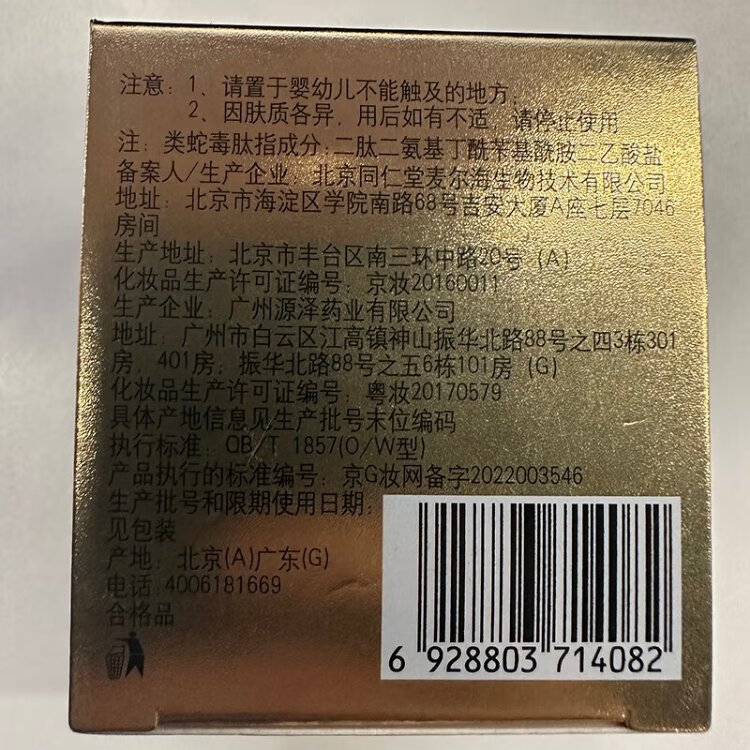 注意：1、请置于婴幼儿不能触及的地方；
2、因肤质各异，用后如有不适，请停止使用
注：类蛇毒肽指成分：二肽二氨基丁酰苄基酰胺二乙酸盐
备案人/生产企业：北京同仁堂麦尔海生物技术有限公司
地址：北京市海淀区学院南路68号吉安大厦A座七层7046
房间
生产地址：北京市丰台区南三环中路20号（A）
化妆品生产许可证编号：京妆20160011
生产企业：广州源泽药业有限公司
地址：广州市白云区江高镇神山振华北路88号之四3栋301
房，401房；振华北路88号之五6栋101房（G）
化妆品生产许可证编号：粤妆20170579
具体产地信息见生产批号末位编码
执行标准：QB/T 1857(O/W型)
产品执行的标准编号：京G妆网备字2022003546
生产批号和限期使用日期：
见包装
产地：北京(A)广东(G)
电话:4006181669
合格品
6 928803 714082